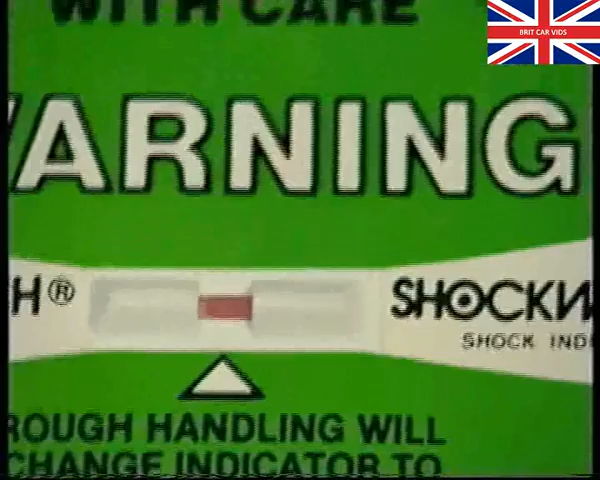 WITH CARE
BRIT CAR VIDS
ARNING
H® SHOCK
SHOCK IND
ROUGH HANDLING WILL
CHANGE INDICATOR TO